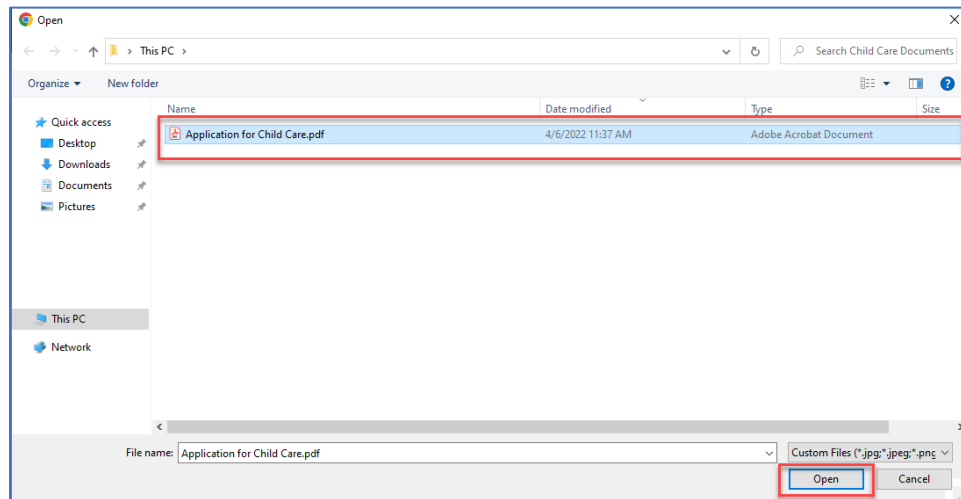 Open
This PC
Search Child Care Documents
Organize
New folder
Name
Date modified
Type
Size
Quick access
Application for Child Care.pdf
4/6/2022 11:37 AM
Adobe Acrobat Document
Desktop
Downloads
Documents
Pictures
This PC
Network
File name:
Application for Child Care.pdf
Custom Files (*.jpg;*.jpeg;*.png
Open
Cancel